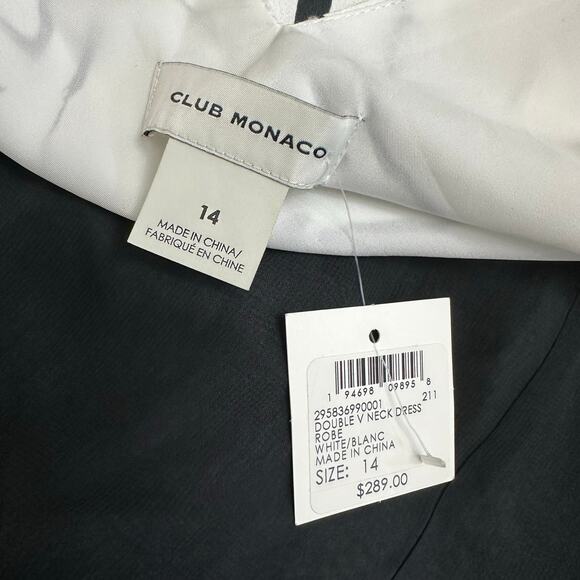 CLUB MONACO
14
MADE IN CHINA/
FABRIQUÉ EN CHINE
1 94698 09895 8
295836990001 211
DOUBLE V NECK DRESS
ROBE
WHITE/BLANC
MADE IN CHINA
SIZE: 14
$289.00